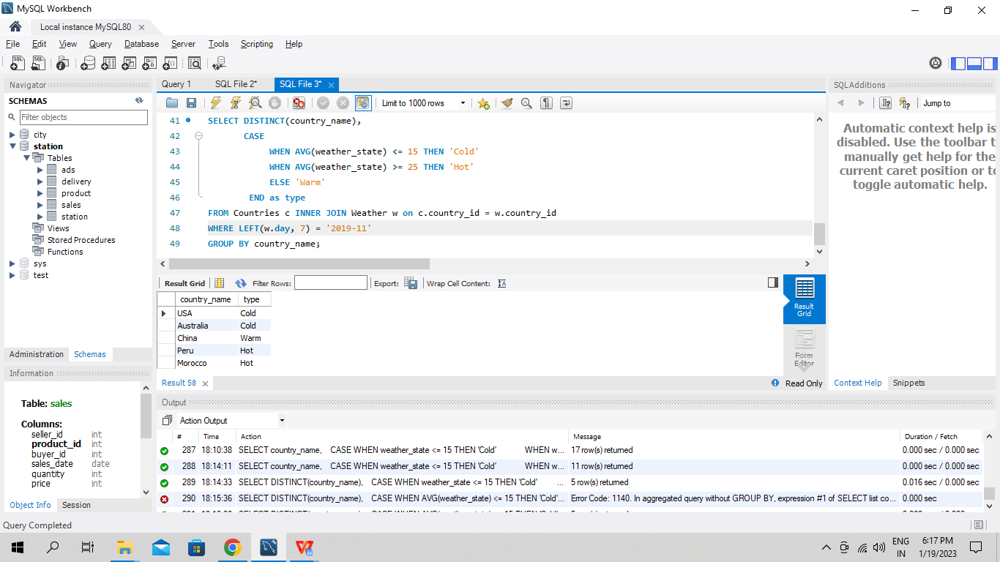 MySQL Workbench
Local instance MySQL80
File Edit View Query Database Server Tools Scripting Help
Navigator
SCHEMAS
Filter objects
city
station
Tables
ads
delivery
product
sales
station
Views
Stored Procedures
Functions
sys
test
Administration Schemas
Information
Table: sales
Columns:
seller_id int
product_id int
buyer_id int
sales_date date
quantity int
price int
Object Info Session
Query 1 SQL File 2* SQL File 3*
Limit to 1000 rows
41 SELECT DISTINCT(country_name),
42 CASE
43 WHEN AVG(weather_state) <= 15 THEN 'Cold'
44 WHEN AVG(weather_state) >= 25 THEN 'Hot'
45 ELSE 'Warm'
46 END as type
47 FROM Countries c INNER JOIN Weather w on c.country_id = w.country_id
48 WHERE LEFT(w.day, 7) = '2019-11'
49 GROUP BY country_name;
Result Grid Filter Rows: Export: Wrap Cell Content:
country_name type
USA Cold
Australia Cold
China Warm
Peru Hot
Morocco Hot
Result Grid
Form Editor
Result 58 Read Only
SQLAdditions
Jump to
Automatic context help is
disabled. Use the toolbar t
manually get help for the
current caret position or to
toggle automatic help.
Context Help Snippets
Output
Action Output
# Time Action Message Duration / Fetch
287 18:10:38 SELECT country_name, CASE WHEN weather_state <= 15 THEN 'Cold' WHEN w... 17 row(s) returned 0.000 sec / 0.000 sec
288 18:14:11 SELECT country_name, CASE WHEN weather_state <= 15 THEN 'Cold' WHEN w... 11 row(s) returned 0.000 sec / 0.000 sec
289 18:14:33 SELECT DISTINCT(country_name), CASE WHEN weather_state <= 15 THEN 'Cold' ... 5 row(s) returned 0.016 sec / 0.000 sec
290 18:15:36 SELECT DISTINCT(country_name), CASE WHEN AVG(weather_state) <= 15 THEN 'Cold'... Error Code: 1140. In aggregated query without GROUP BY, expression #1 of SELECT list co... 0.000 sec
Query Completed
ENG
IN
6:17 PM
1/19/2023